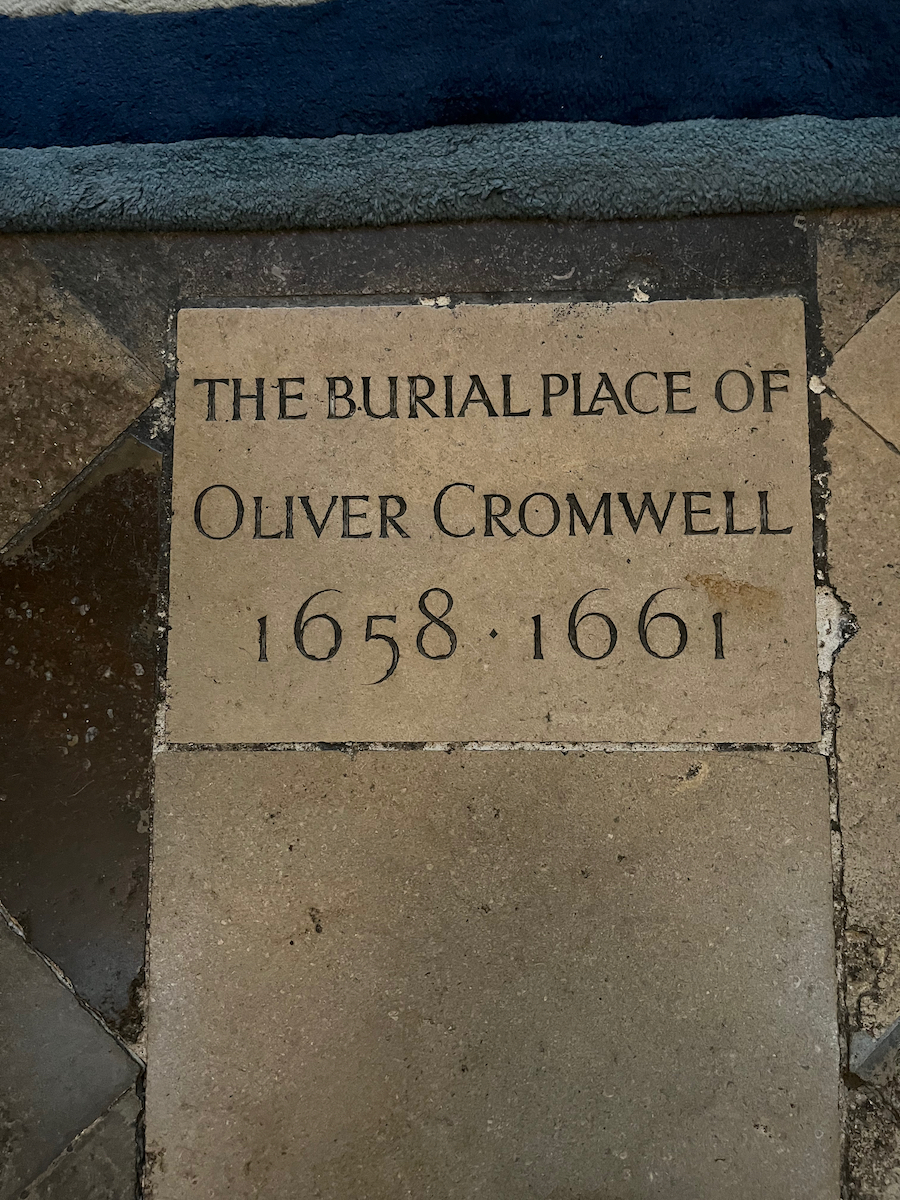 THE BURIAL PLACE OF
OLIVER CROMWELL
1658 · 1661